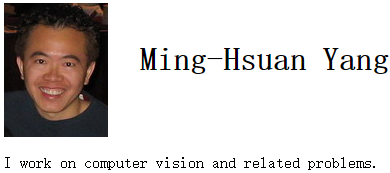 Ming-Hsuan Yang
I work on computer vision and related problems.